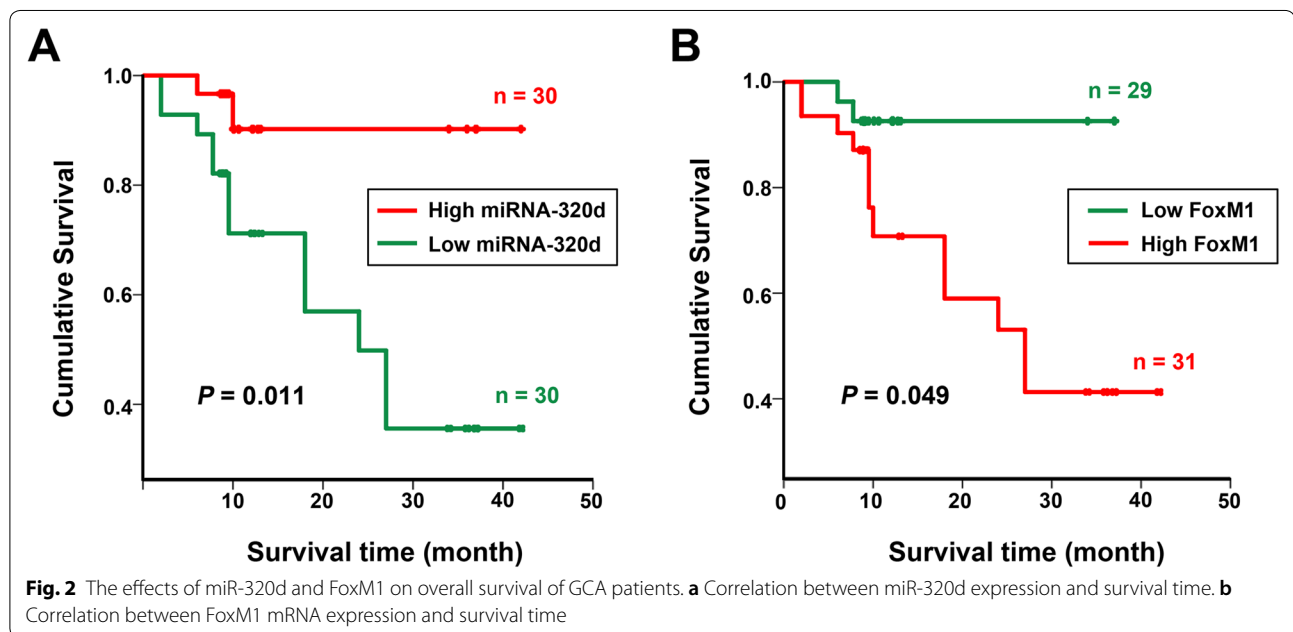 A
1.0
0.8
0.6
0.4
Cumulative Survival
n = 30
High miRNA-320d
Low miRNA-320d
P = 0.011
n = 30
10 20 30 40 50
Survival time (month)
B
1.0
0.8
0.6
0.4
Cumulative Survival
n = 29
Low FoxM1
High FoxM1
P = 0.049
n = 31
0 10 20 30 40 50
Survival time (month)
Fig. 2 The effects of miR-320d and FoxM1 on overall survival of GCA patients. a Correlation between miR-320d expression and survival time. b
Correlation between FoxM1 mRNA expression and survival time